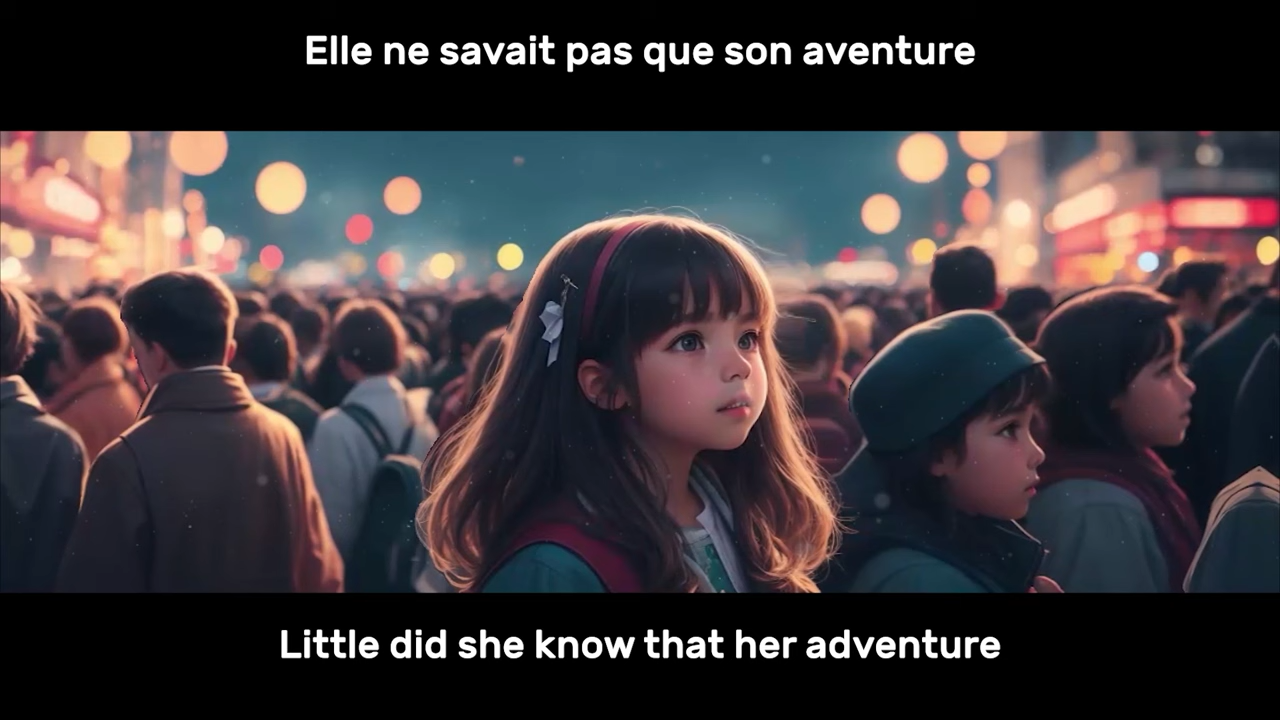 Elle ne savait pas que son aventure
Little did she know that her adventure